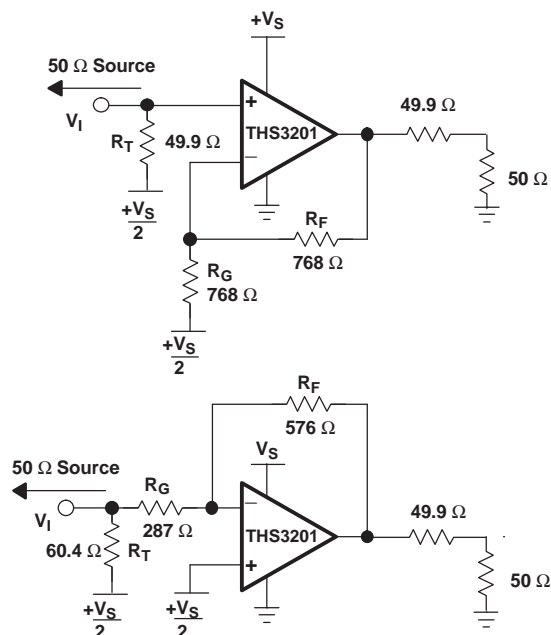 +VS
50 Ω Source
+
VI
THS3201
49.9 Ω
RT
49.9 Ω
−
50 Ω
+VS
2
RF
768 Ω
RG
768 Ω
+VS
2
RF
576 Ω
50 Ω Source
VS
RG
VI
287 Ω
−
THS3201
49.9 Ω
60.4 Ω
RT
+
50 Ω
+VS
2
+VS
2